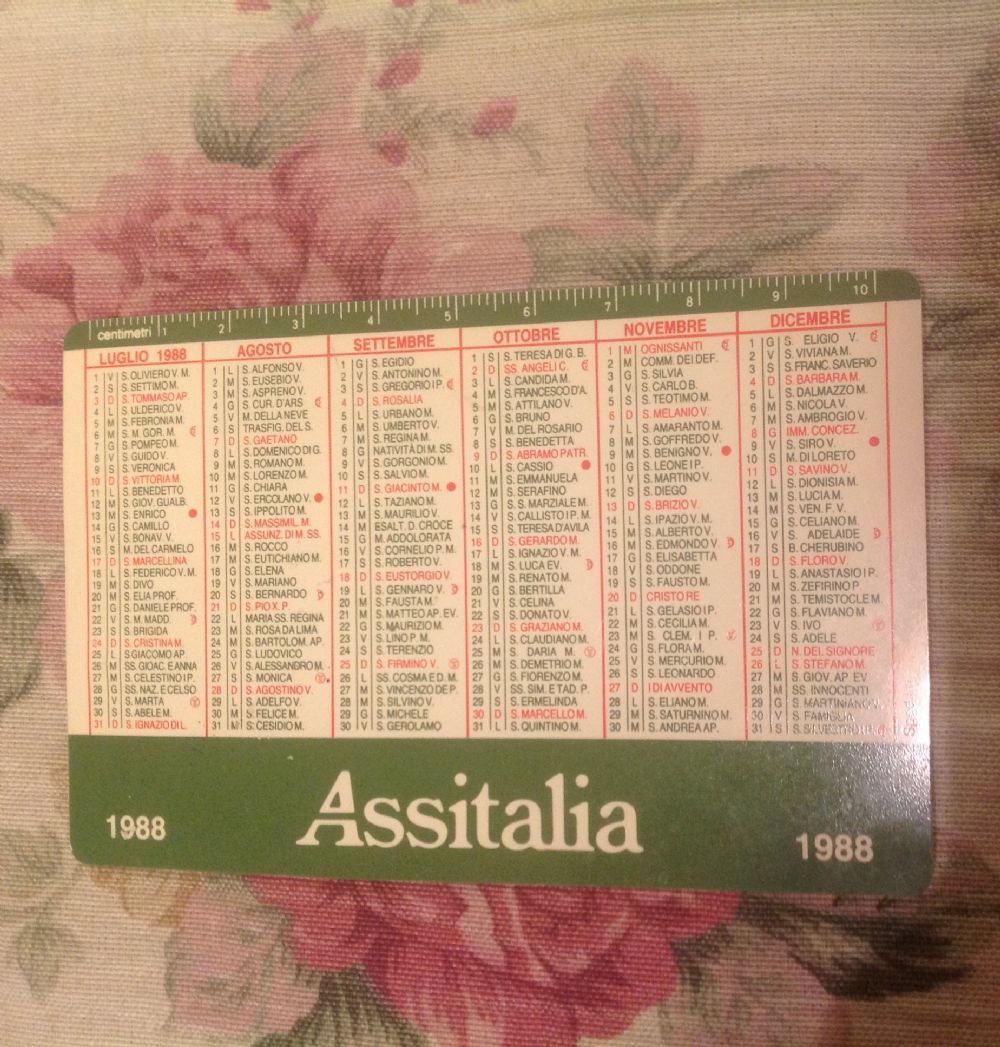 centimetri 1 2 3 4 5 6 7 8 9 10
LUGLIO 1988
1 V S. OLIVIERO V. M.
2 S S. SETTIMO M.
3 D S. TOMMASO AP.
4 L S. ULDERICO V.
5 M S. FEBRONIA M.
6 M S. M. GOR. M.
7 G S. POMPEO M.
8 V S. GUIDO V.
9 S S. VERONICA
10 D S. VITTORIA M.
11 L S. BENEDETTO
12 M S. GIOV. GUALB.
13 M S. ENRICO
14 G S. CAMILLO
15 V S. BONAV. V.
16 S M. DEL CARMELO
17 D S. MARCELLINA
18 L S. FEDERICO V. M.
19 M S. DIVO
20 M S. ELIA PROF.
21 G S. DANIELE PROF.
22 V S. M. MADD.
23 S S. BRIGIDA
24 D S. CRISTINA M.
25 L S GIACOMO AP.
26 M SS. GIOAC. E ANNA
27 M S. CELESTINO I P.
28 G SS. NAZ. E CELSO
29 V S. MARTA
30 S S. ABELE M.
31 D S. IGNAZIO DI L.
AGOSTO
1 L S. ALFONSO V.
2 M S. EUSEBIO V.
3 M S. ASPRENO V.
4 G S. CUR. D'ARS
5 V M. DELLA NEVE
6 S TRASFIG. DEL S.
7 D S. GAETANO
8 L S. DOMENICO DI G.
9 M S. ROMANO M.
10 M S. LORENZO M.
11 G S. CHIARA
12 V S. ERCOLANO V.
13 S S. IPPOLITO M.
14 D S. MASSIMIL. M.
15 L ASSUNZ. DI M. SS.
16 M S. ROCCO
17 M S. EUTICHIANO M.
18 G S. ELENA
19 V S. MARIANO
20 S S. BERNARDO
21 D S. PIO X. P.
22 L MARIA SS. REGINA
23 M S. ROSA DA LIMA
24 M S. BARTOLOM. AP.
25 G S. LUDOVICO
26 V S. ALESSANDRO M.
27 S S. MONICA
28 D S. AGOSTINO V.
29 L S. ADELFO V.
30 M S. FELICE M.
31 M S. CESIDIO M.
SETTEMBRE
1 G S. EGIDIO
2 V S. ANTONINO M.
3 S S. GREGORIO I P.
4 D S. ROSALIA
5 L S. URBANO M.
6 M S. UMBERTO V.
7 M S. REGINA M.
8 G NATIVITÀ DI M. SS.
9 V S. GORGONIO M.
10 S S. SALVIO M.
11 D S. GIACINTO M.
12 L S. TAZIANO M.
13 M S. MAURILIO V.
14 M ESALT. D. CROCE
15 G M. ADDOLORATA
16 V S. CORNELIO P. M.
17 S S. ROBERTO V.
18 D S. EUSTORGIO V.
19 L S. GENNARO V.
20 M S. FAUSTA M.
21 M S. MATTEO AP. EV.
22 G S. MAURIZIO M.
23 V S. LINO P. M.
24 S S. TERENZIO
25 D S. FIRMINO V.
26 L SS. COSMA E D. M.
27 M S. VINCENZO DE P.
28 M S. SILVINO V.
29 G S. MICHELE
30 V S. GEROLAMO
OTTOBRE
1 S S. TERESA DI G. B.
2 D SS. ANGELI C.
3 L S. CANDIDA M.
4 M S. FRANCESCO D'A.
5 M S. ATTILANO V.
6 G S. BRUNO
7 V M. DEL ROSARIO
8 S S. BENEDETTA
9 D S. ABRAMO PATR.
10 L S. CASSIO
11 M S. EMMANUELA
12 M S. SERAFINO
13 G S. S. MARZIALE M.
14 V S. CALLISTO I P. M.
15 S S. TERESA D'AVILA
16 D S. GERARDO M.
17 L S. IGNAZIO V. M.
18 M S. LUCA EV.
19 M S. RENATO M.
20 G S. BERTILLA
21 V S. CELINA
22 S S. DONATO V.
23 D S. GRAZIANO M.
24 L S. CLAUDIANO M.
25 M S. DARIA M.
26 M S. DEMETRIO M.
27 G S. FIORENZO M.
28 V SS. SIM. E TAD. P.
29 S S. ERMELINDA
30 D S. MARCELLO M.
31 L S. QUINTINO M.
NOVEMBRE
1 M OGNISSANTI
2 M COMM. DEI DEF.
3 G S. SILVIA
4 V S. CARLO B.
5 S S. TEOTIMO M.
6 D S. MELANIO V.
7 L S. AMARANTO M.
8 M S. GOFFREDO V.
9 M S. BENIGNO V.
10 G S. LEONE I P.
11 V S. MARTINO V.
12 S S. DIEGO
13 D S. BRIZIO V.
14 L S. IPAZIO V. M.
15 M S. ALBERTO V.
16 M S. EDMONDO V.
17 G S. ELISABETTA
18 V S. ODDONE
19 S S. FAUSTO M.
20 D CRISTO RE
21 L S. GELASIO I P.
22 M S. CECILIA M.
23 M S. CLEM. I P.
24 G S. FLORA M.
25 V S. MERCURIO M.
26 S S. LEONARDO
27 D I DI AVVENTO
28 L S. ELIANO M.
29 M S. SATURNINO M.
30 M S. ANDREA AP.
DICEMBRE
1 G S. ELIGIO V.
2 V S. VIVIANA M.
3 S S. FRANC. SAVERIO
4 D S. BARBARA M.
5 L S. DALMAZZO M.
6 M S. NICOLA V.
7 M S. AMBROGIO V.
8 G IMM. CONCEZ.
9 V S. SIRO V.
10 S M. DI LORETO
11 D S. SAVINO V.
12 L S. DIONISIA M.
13 M S. LUCIA M.
14 M S. VEN. F. V.
15 G S. CELIANO M.
16 V S. ADELAIDE
17 S B. CHERUBINO
18 D S. FLORO V.
19 L S. ANASTASIO I P.
20 M S. ZEFIRINO P.
21 M S. TEMISTOCLE M.
22 G S. FLAVIANO M.
23 V S. IVO
24 S S. ADELE
25 D N. DEL SIGNORE
26 L S. STEFANO M.
27 M S. GIOV. AP. EV.
28 M SS. INNOCENTI
29 G S. MARTINIANO V.
30 V S. FAMIGLIA
31 S S. SILVESTRO I P.
1988 Assitalia 1988